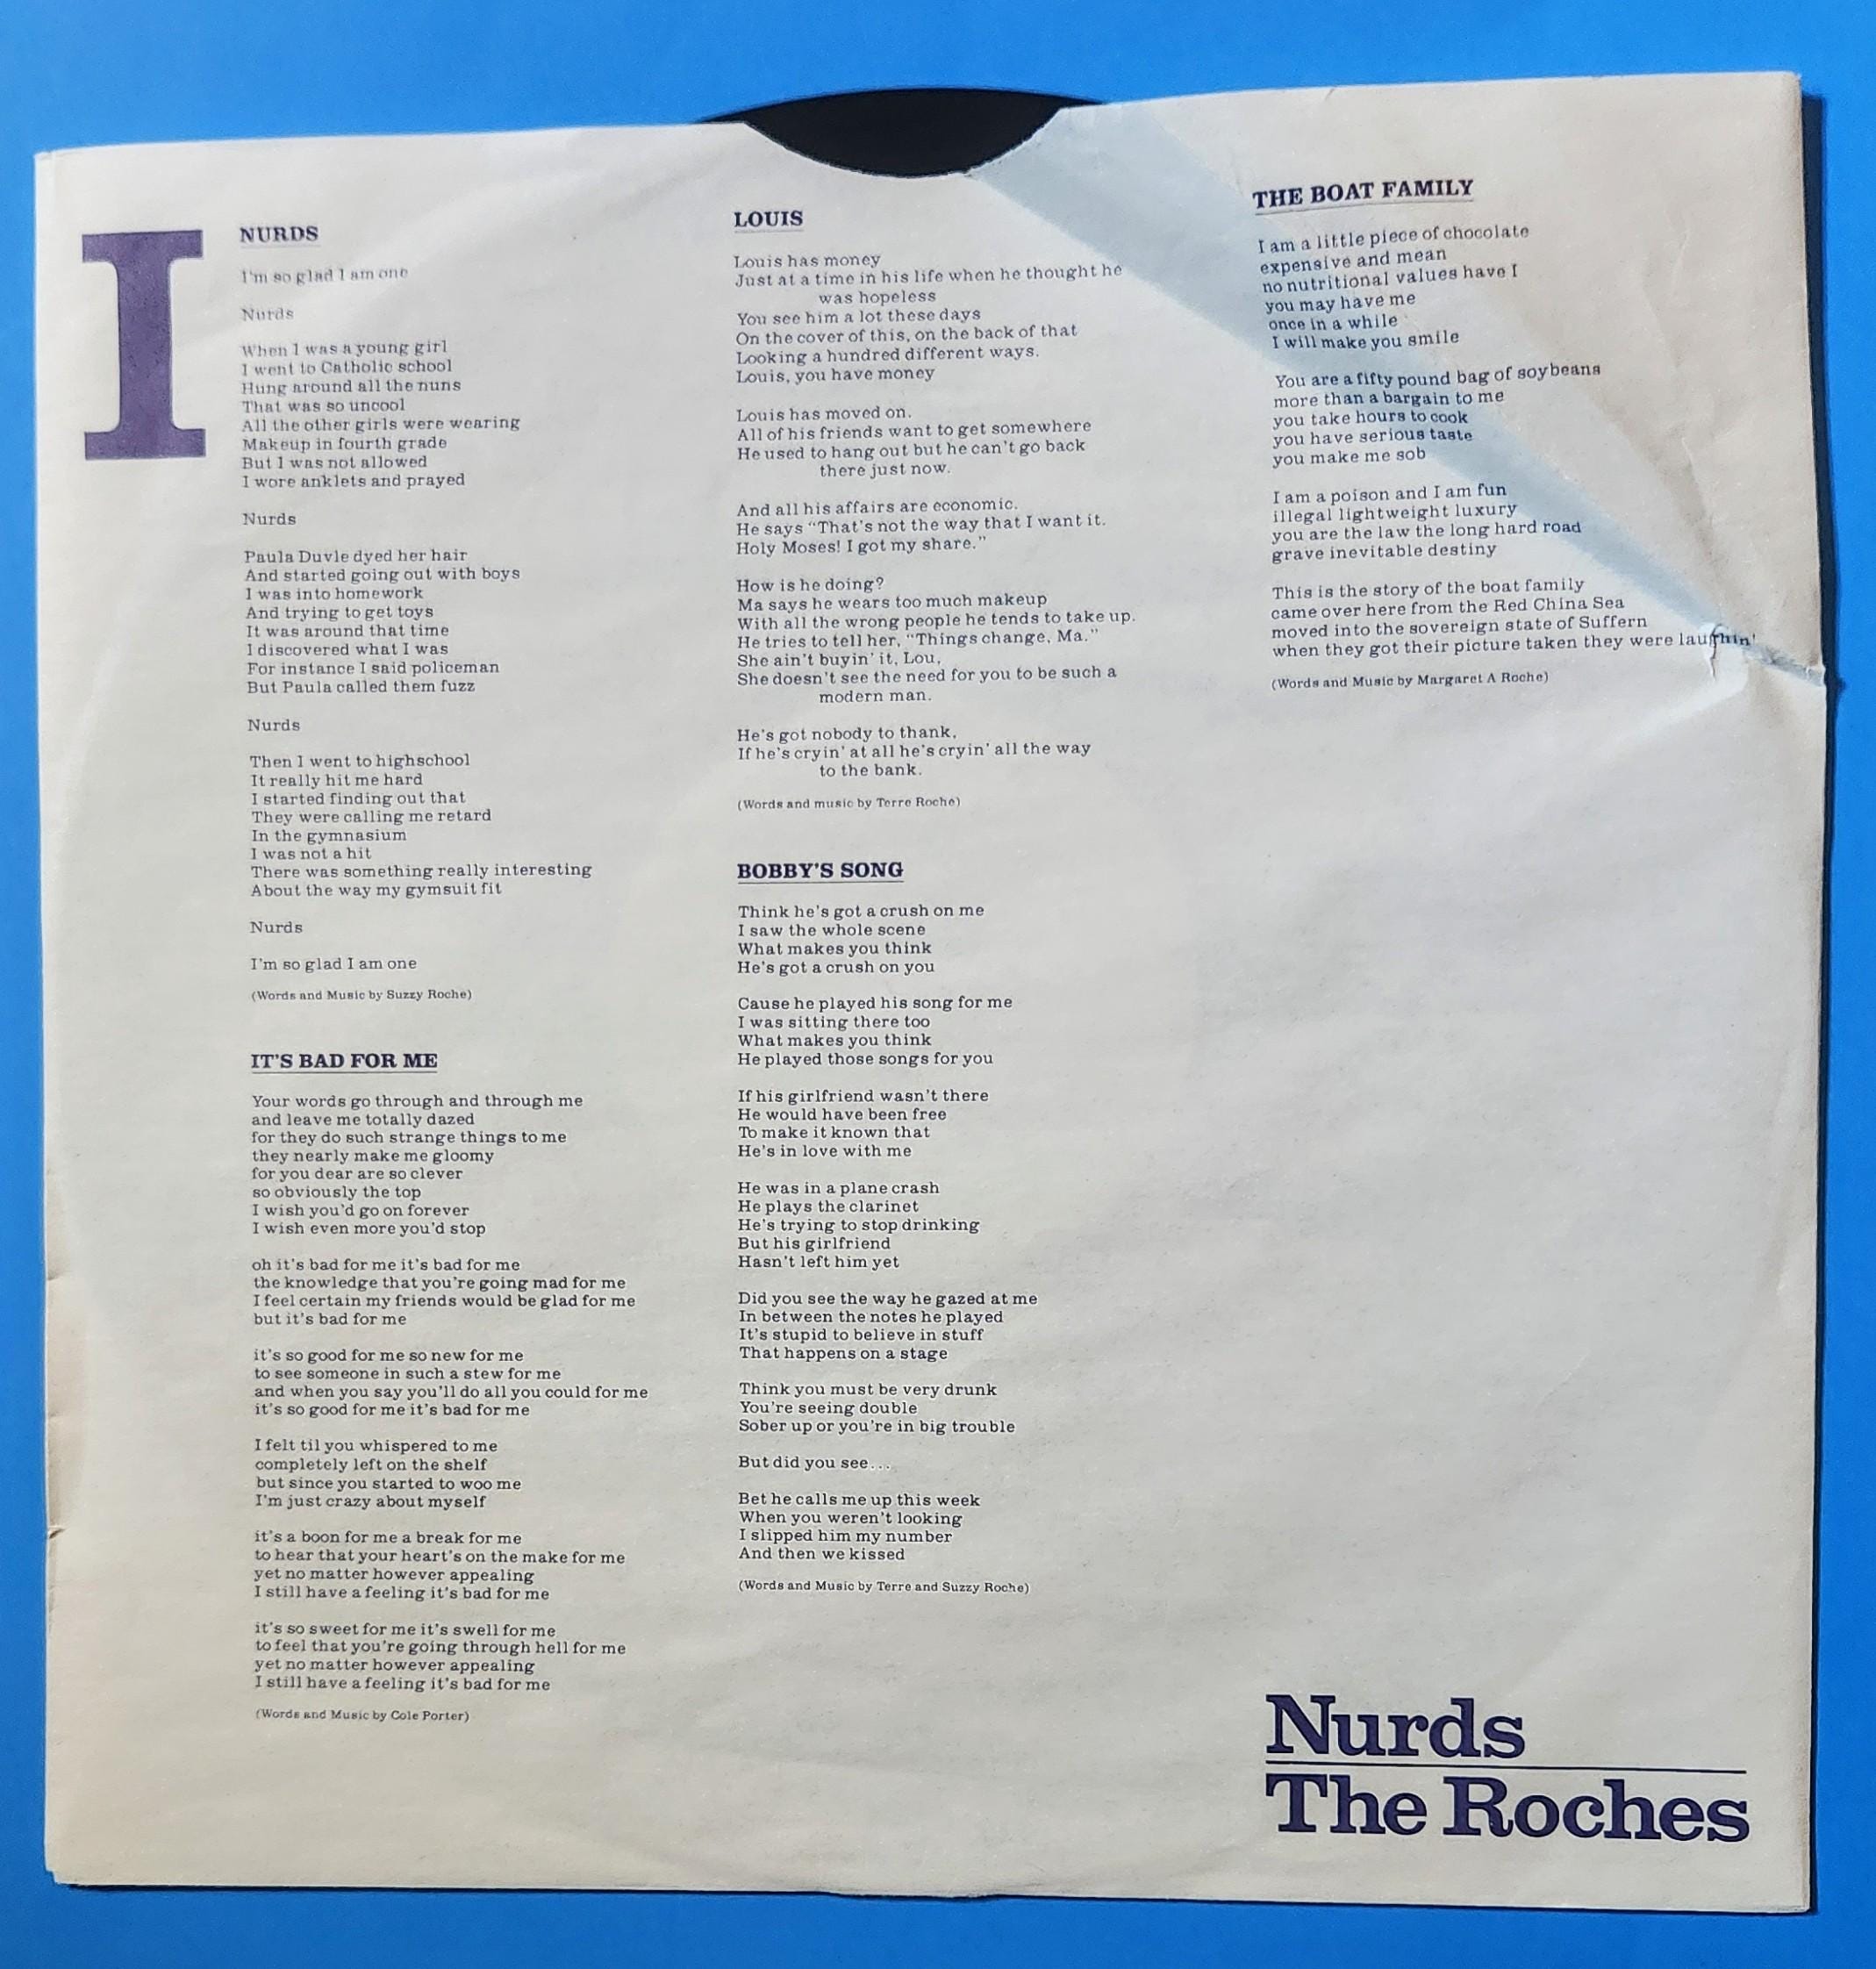 I
NURDS
I'm so glad I am one
Nurds
When I was a young girl
I went to Catholic school
Hung around all the nuns
That was so uncool
All the other girls were wearing
Makeup in fourth grade
But I was not allowed
I wore anklets and prayed
Nurds
Paula Duvle dyed her hair
And started going out with boys
I was into homework
And trying to get toys
It was around that time
I discovered what I was
For instance I said policeman
But Paula called them fuzz
Nurds
Then I went to highschool
It really hit me hard
I started finding out that
They were calling me retard
In the gymnasium
I was not a hit
There was something really interesting
About the way my gymsuit fit
Nurds
I'm so glad I am one
(Words and Music by Suzzy Roche)
IT'S BAD FOR ME
Your words go through and through me
and leave me totally dazed
for they do such strange things to me
they nearly make me gloomy
for you dear are so clever
so obviously the top
I wish you'd go on forever
I wish even more you'd stop
oh it's bad for me it's bad for me
the knowledge that you're going mad for me
I feel certain my friends would be glad for me
but it's bad for me
it's so good for me so new for me
to see someone in such a stew for me
and when you say you'll do all you could for me
it's so good for me it's bad for me
I felt til you whispered to me
completely left on the shelf
but since you started to woo me
I'm just crazy about myself
it's a boon for me a break for me
to hear that your heart's on the make for me
yet no matter however appealing
I still have a feeling it's bad for me
it's so sweet for me it's swell for me
to feel that you're going through hell for me
yet no matter however appealing
I still have a feeling it's bad for me
(Words and Music by Cole Porter)
LOUIS
Louis has money
Just at a time in his life when he thought he
was hopeless
You see him a lot these days
On the cover of this, on the back of that
Looking a hundred different ways.
Louis, you have money
Louis has moved on.
All of his friends want to get somewhere
He used to hang out but he can't go back
there just now.
And all his affairs are economic.
He says "That's not the way that I want it.
Holy Moses! I got my share."
How is he doing?
Ma says he wears too much makeup
With all the wrong people he tends to take up.
He tries to tell her, "Things change, Ma."
She ain't buyin' it, Lou,
She doesn't see the need for you to be such a
modern man.
He's got nobody to thank,
If he's cryin' at all he's cryin' all the way
to the bank.
(Words and music by Terre Roche)
BOBBY'S SONG
Think he's got a crush on me
I saw the whole scene
What makes you think
He's got a crush on you
Cause he played his song for me
I was sitting there too
What makes you think
He played those songs for you
If his girlfriend wasn't there
He would have been free
To make it known that
He's in love with me
He was in a plane crash
He plays the clarinet
He's trying to stop drinking
But his girlfriend
Hasn't left him yet
Did you see the way he gazed at me
In between the notes he played
It's stupid to believe in stuff
That happens on a stage
Think you must be very drunk
You're seeing double
Sober up or you're in big trouble
But did you see...
Bet he calls me up this week
When you weren't looking
I slipped him my number
And then we kissed
(Words and Music by Terre and Suzzy Roche)
THE BOAT FAMILY
I am a little piece of chocolate
expensive and mean
no nutritional values have I
you may have me
once in a while
I will make you smile
You are a fifty pound bag of soybeans
more than a bargain to me
you take hours to cook
you have serious taste
you make me sob
I am a poison and I am fun
illegal lightweight luxury
you are the law the long hard road
grave inevitable destiny
This is the story of the boat family
came over here from the Red China Sea
moved into the sovereign state of Suffern
when they got their picture taken they were laughin'
(Words and Music by Margaret A Roche)
Nurds
The Roches